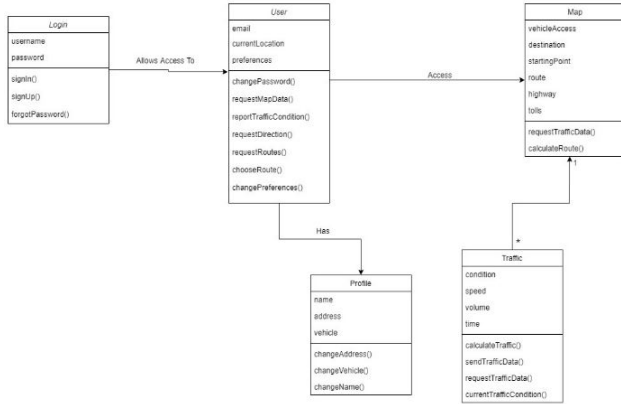 Login
username
password
signIn()
signUp()
forgotPassword()
Allows Access To
User
email
currentLocation
preferences
changePassword()
requestMapData()
reportTrafficCondition()
requestDirection()
requestRoutes()
chooseRoute()
changePreferences()
Access
Map
vehicleAccess
destination
startingPoint
route
highway
tolls
requestTrafficData()
calculateRoute()
1
*
Has
Profile
name
address
vehicle
changeAddress()
changeVehicle()
changeName()
Traffic
condition
speed
volume
time
calculateTraffic()
sendTrafficData()
requestTrafficData()
currentTrafficCondition()